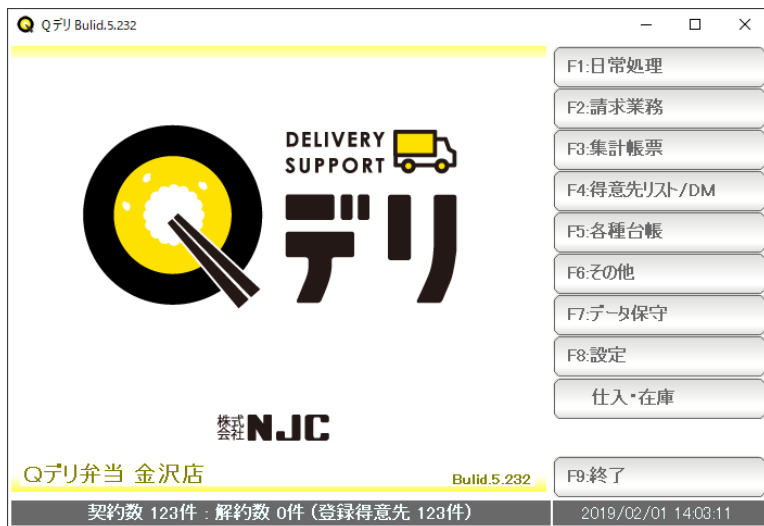 Qデリ Bulid.5.232
DELIVERY
SUPPORT
Qデリ
株式会社NJC
Qデリ弁当 金沢店
Bulid.5.232
F1:日常処理
F2:請求業務
F3:集計帳票
F4:得意先リスト/DM
F5:各種台帳
F6:その他
F7:データ保守
F8:設定
仕入・在庫
F9:終了
契約数 123件 : 解約数 0件 (登録得意先 123件)
2019/02/01 14:03:11